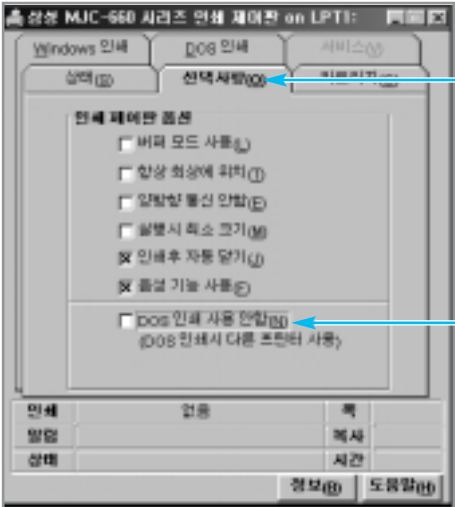 삼성 MJC-660 시리즈 인쇄 제어판 on LPT1:
Windows 인쇄
DOS 인쇄
서비스(V)
상태(S)
선택사항(O)
카트리지(C)
인쇄 제어판 옵션
버퍼 모드 사용(L)
항상 최상에 위치(T)
양방향 통신 안함(E)
실행시 최소 크기(M)
인쇄후 자동 닫기(J)
음성 기능 사용(F)
DOS 인쇄 사용 안함(N)
(DOS 인쇄시 다른 프린터 사용)
인쇄 없음 쪽
알림 복사
상태 시간
정보(B) 도움말(H)